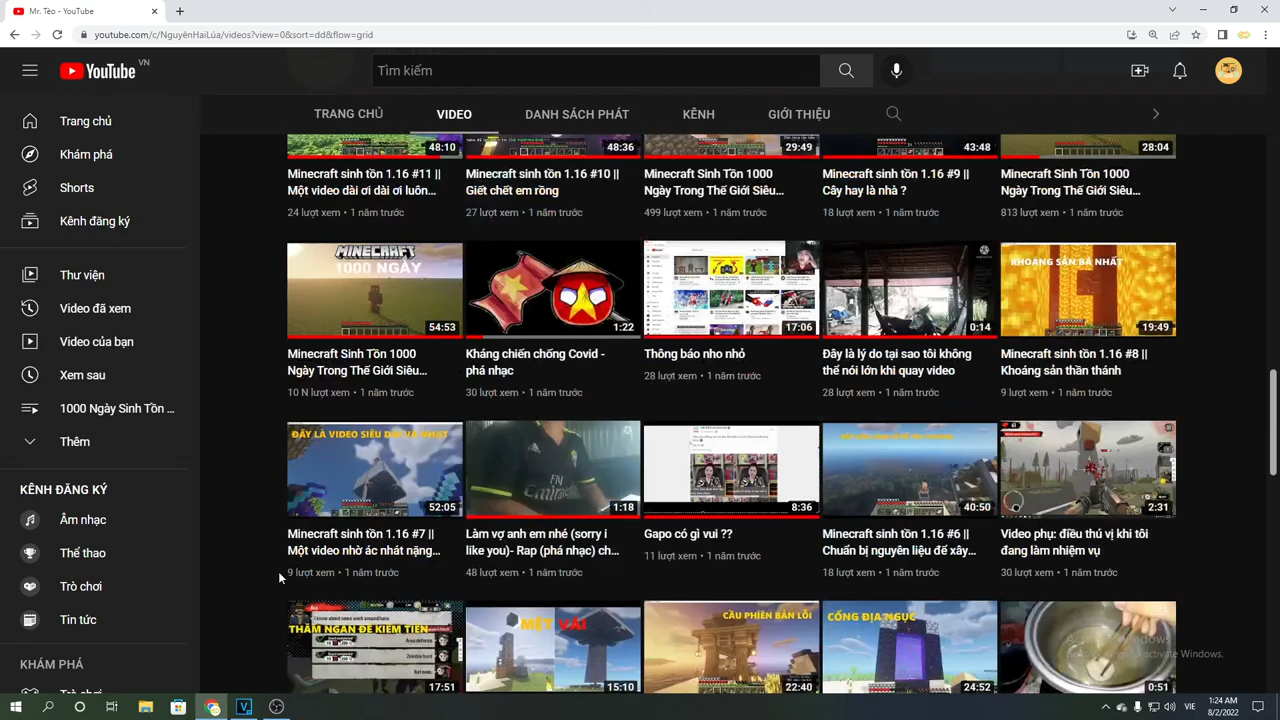 Mr. Tèo - YouTube
youtube.com/c/NguyênHaiLúa/videos?view=0&sort=dd&flow=grid
YouTube VN
Tìm kiếm
TRANG CHỦ
VIDEO
DANH SÁCH PHÁT
KÊNH
GIỚI THIỆU
Trang chủ
Khám phá
Shorts
Kênh đăng ký
Thư viện
Video đã xem
Video của bạn
Xem sau
1000 Ngày Sinh Tồn ...
Thêm
KÊNH ĐĂNG KÝ
Âm nhạc
Thể thao
Trò chơi
Tin tức
KHÁM PHÁ
48:10
48:36
29:49
43:48
28:04
Minecraft sinh tồn 1.16 #11 ||
Một video dài ơi dài ơi luôn...
24 lượt xem • 1 năm trước
Minecraft sinh tồn 1.16 #10 ||
Giết chết em rồng
27 lượt xem • 1 năm trước
Minecraft Sinh Tồn 1000
Ngày Trong Thế Giới Siêu...
499 lượt xem • 1 năm trước
Minecraft sinh tồn 1.16 #9 ||
Cây hay là nhà ?
18 lượt xem • 1 năm trước
Minecraft Sinh Tồn 1000
Ngày Trong Thế Giới Siêu...
813 lượt xem • 1 năm trước
MINECRAFT
1000 NGÀY
54:53
1:22
17:06
0:14
KHOÁNG SẢN BÁ NHẤT
19:49
Minecraft Sinh Tồn 1000
Ngày Trong Thế Giới Siêu...
10 N lượt xem • 1 năm trước
Kháng chiến chống Covid -
phá nhạc
30 lượt xem • 1 năm trước
Thông báo nho nhỏ
28 lượt xem • 1 năm trước
Đây là lý do tại sao tôi không
thể nói lớn khi quay video
28 lượt xem • 1 năm trước
Minecraft sinh tồn 1.16 #8 ||
Khoáng sản thần thánh
9 lượt xem • 1 năm trước
52:05
1:18
8:36
40:50
2:31
Minecraft sinh tồn 1.16 #7 ||
Một video nhờ ác nhát nặng...
9 lượt xem • 1 năm trước
Làm vợ anh em nhé (sorry i
like you)- Rap (phá nhạc) ch...
48 lượt xem • 1 năm trước
Gapo có gì vui ??
11 lượt xem • 1 năm trước
Minecraft sinh tồn 1.16 #6 ||
Chuẩn bị nguyên liệu để xây...
18 lượt xem • 1 năm trước
Video phụ: điều thú vị khi tôi
đang làm nhiệm vụ
30 lượt xem • 1 năm trước
THÂM NGÀN ĐỂ KIẾM TIỀN
17:51
MỆT VÃI
15:10
CẦU PHIÊN BẢN LỖI
22:40
CỔNG ĐỊA NGỤC
24:52
0:51
Activate Windows.
VIE
1:24 AM
8/2/2022